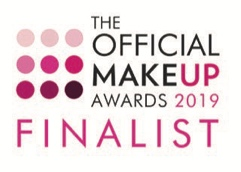 THE
OFFICIAL
MAKEUP
AWARDS 2019
FINALIST